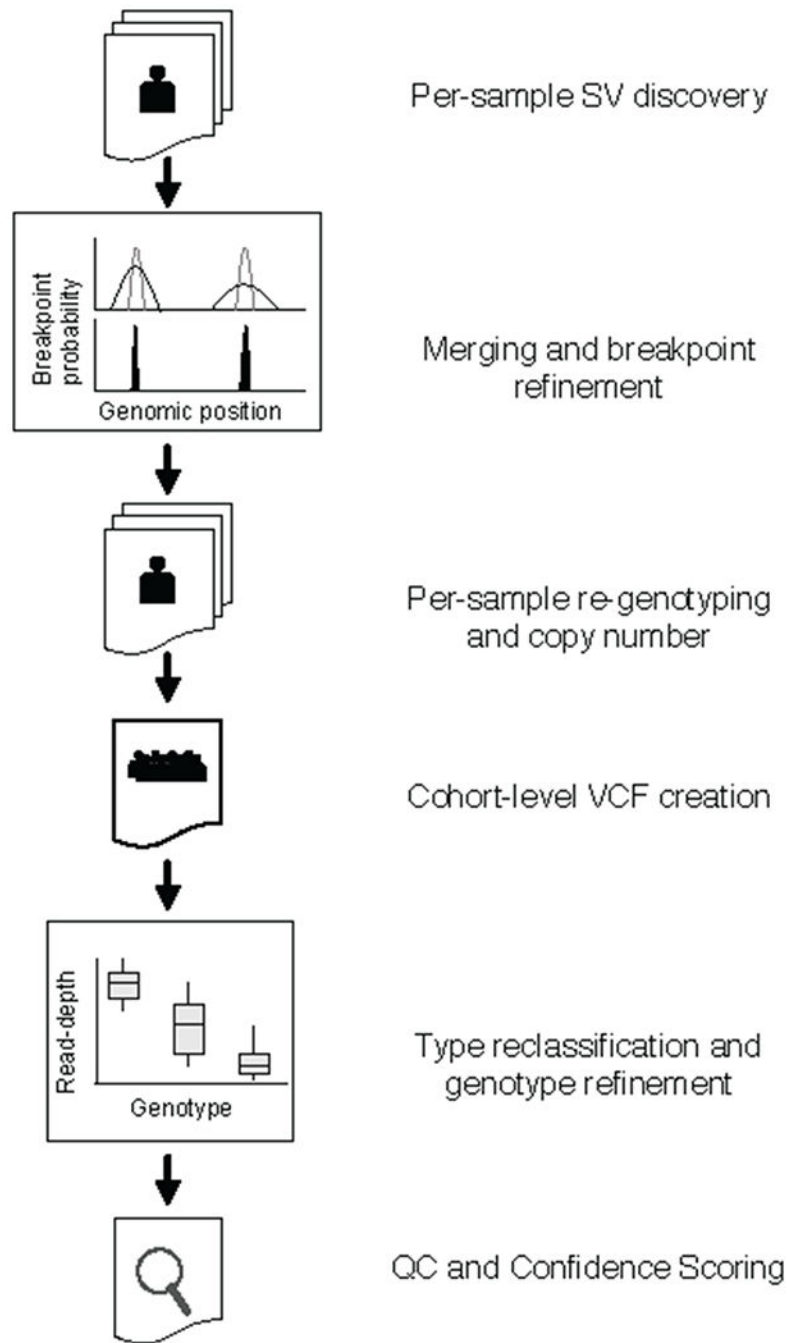 Per-sample SV discovery
Breakpoint
probability
Genomic position
Merging and breakpoint
refinement
Per-sample re-genotyping
and copy number
Cohort-level VCF creation
Read-depth
Genotype
Type reclassification and
genotype refinement
QC and Confidence Scoring